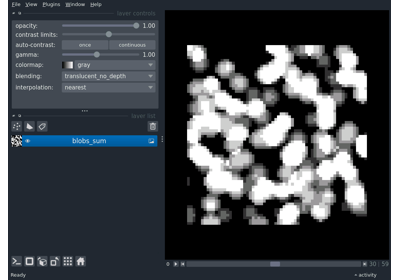 File View Plugins Window Help
layer controls
opacity: 1.00
contrast limits:
auto-contrast: once continuous
gamma: 1.00
colormap: gray
blending: translucent_no_depth
interpolation: nearest
layer list
blobs_sum
30 59
Ready activity